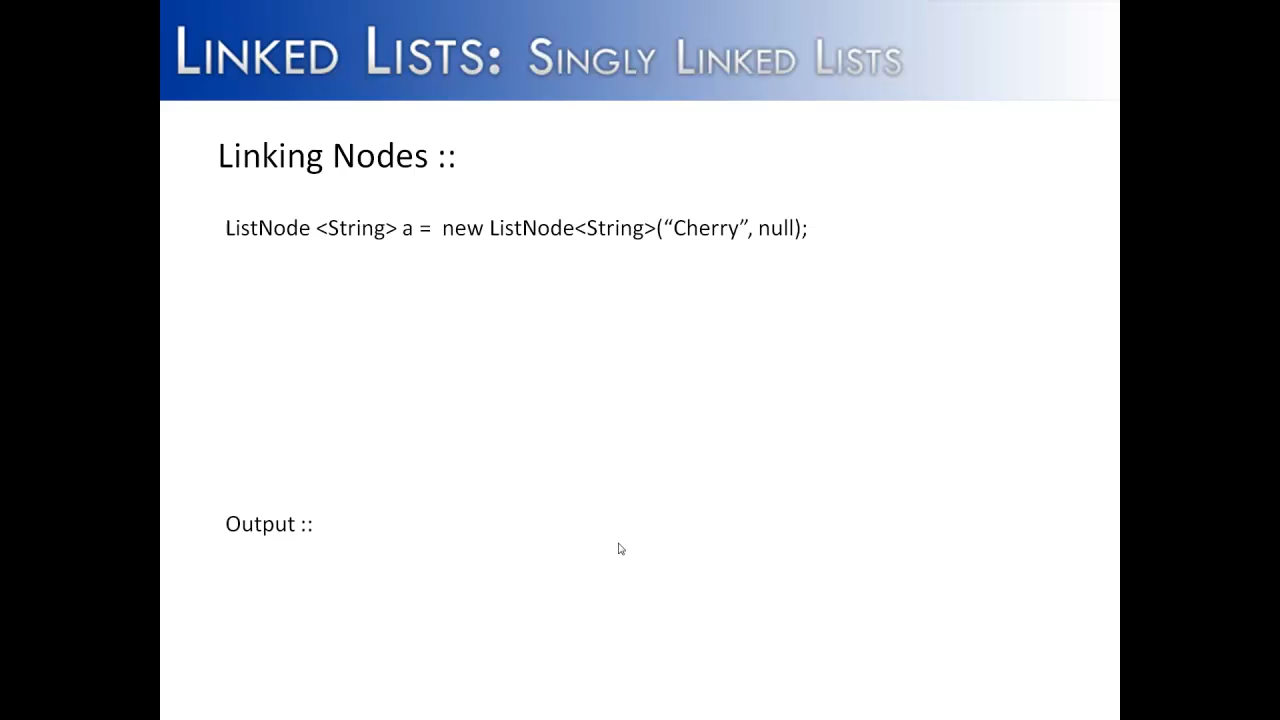 LINKED LISTS: SINGLY LINKED LISTS
Linking Nodes ::
ListNode <String> a =  new ListNode<String>(“Cherry”, null);
Output ::